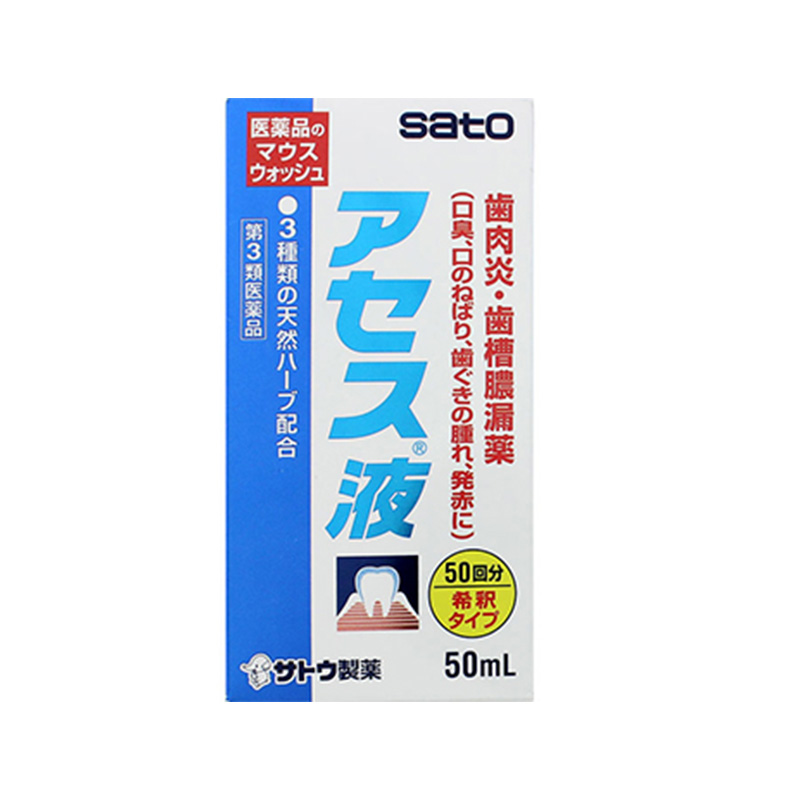 医薬品の
マウス
ウォッシュ
sato
歯肉炎・歯槽膿漏薬
(口臭、口のねばり、歯ぐきの腫れ、発赤に)
アセス液®
●3種類の天然ハーブ配合
第3類医薬品
50回分
希釈
タイプ
サトウ製薬
50mL